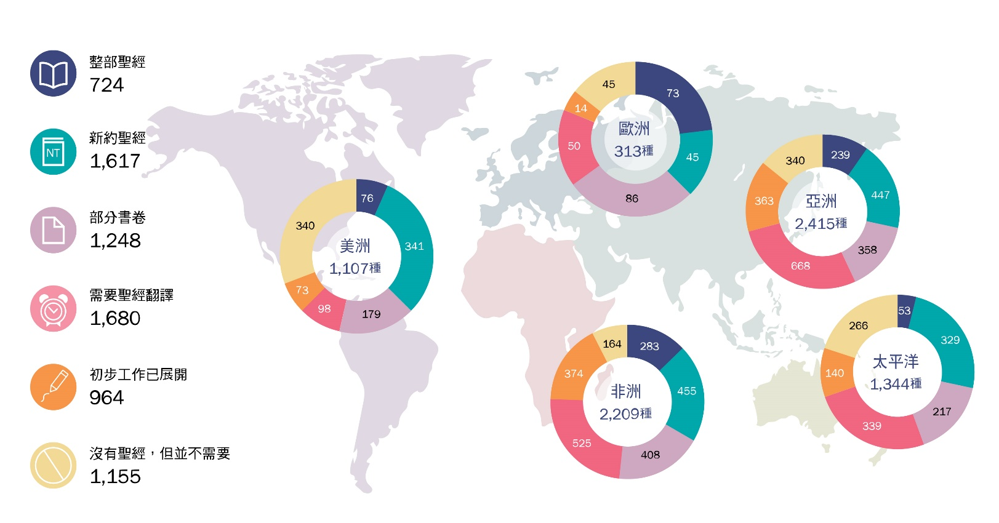 整部聖經
724
新約聖經
NT
1,617
部分書卷
1,248
需要聖經翻譯
1,680
初步工作已展開
964
沒有聖經，但並不需要
1,155
美洲
1,107種
76
341
179
98
73
340
歐洲
313種
73
45
86
50
14
45
亞洲
2,415種
239
447
358
668
363
340
非洲
2,209種
283
455
408
525
374
164
太平洋
1,344種
53
329
217
339
140
266